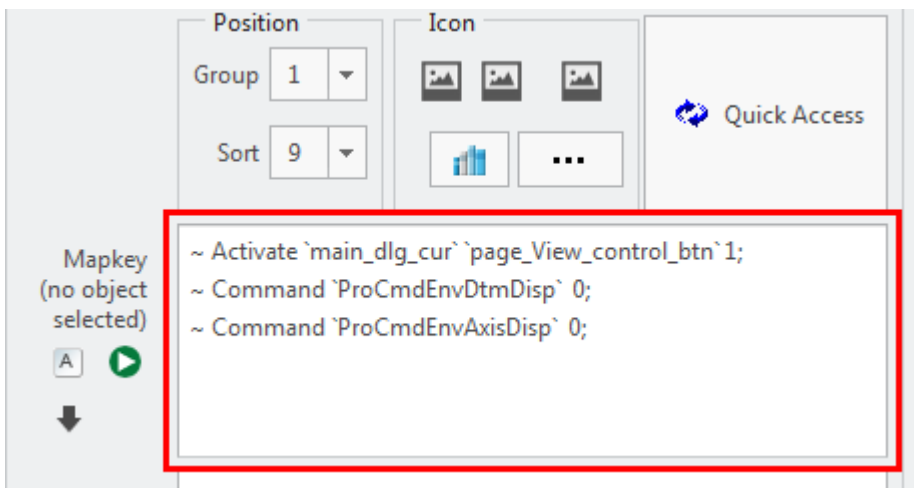 Position
Icon
Group 1
Sort 9
...
Quick Access
Mapkey
(no object
selected)
A
~ Activate `main_dlg_cur` `page_View_control_btn` 1;
~ Command `ProCmdEnvDtmDisp` 0;
~ Command `ProCmdEnvAxisDisp` 0;